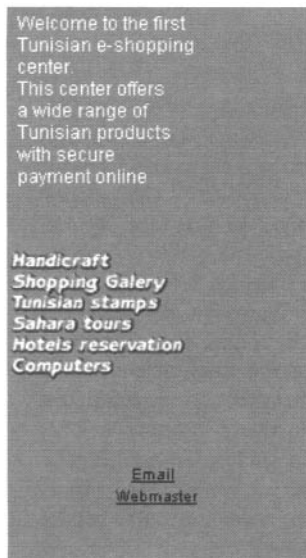 Welcome to the first
Tunisian e-shopping
center.
This center offers
a wide range of
Tunisian products
with secure
payment online
Handicraft
Shopping Galery
Tunisian stamps
Sahara tours
Hotels reservation
Computers
Email
Webmaster